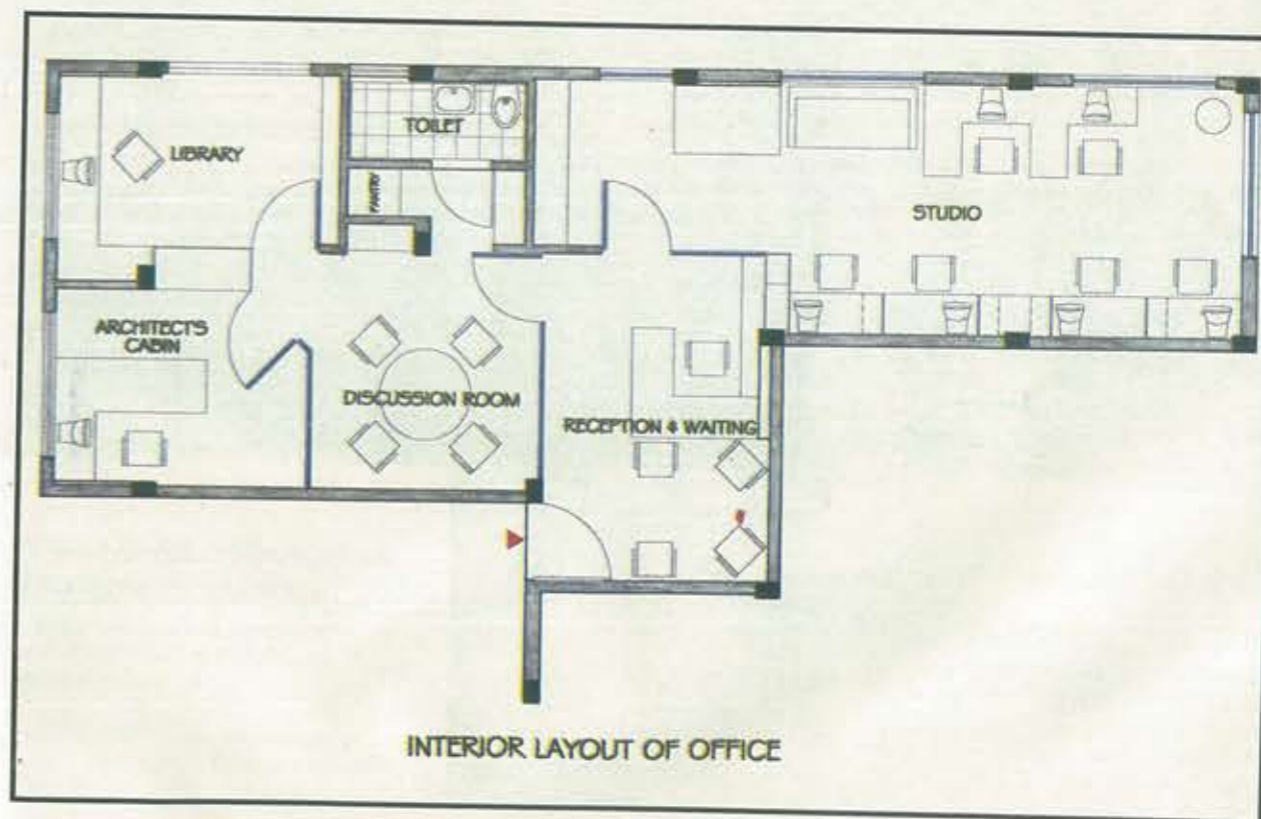 TOILET
LIBRARY
PANTRY
STUDIO
ARCHITECT'S
CABIN
DISCUSSION ROOM
RECEPTION & WAITING
INTERIOR LAYOUT OF OFFICE